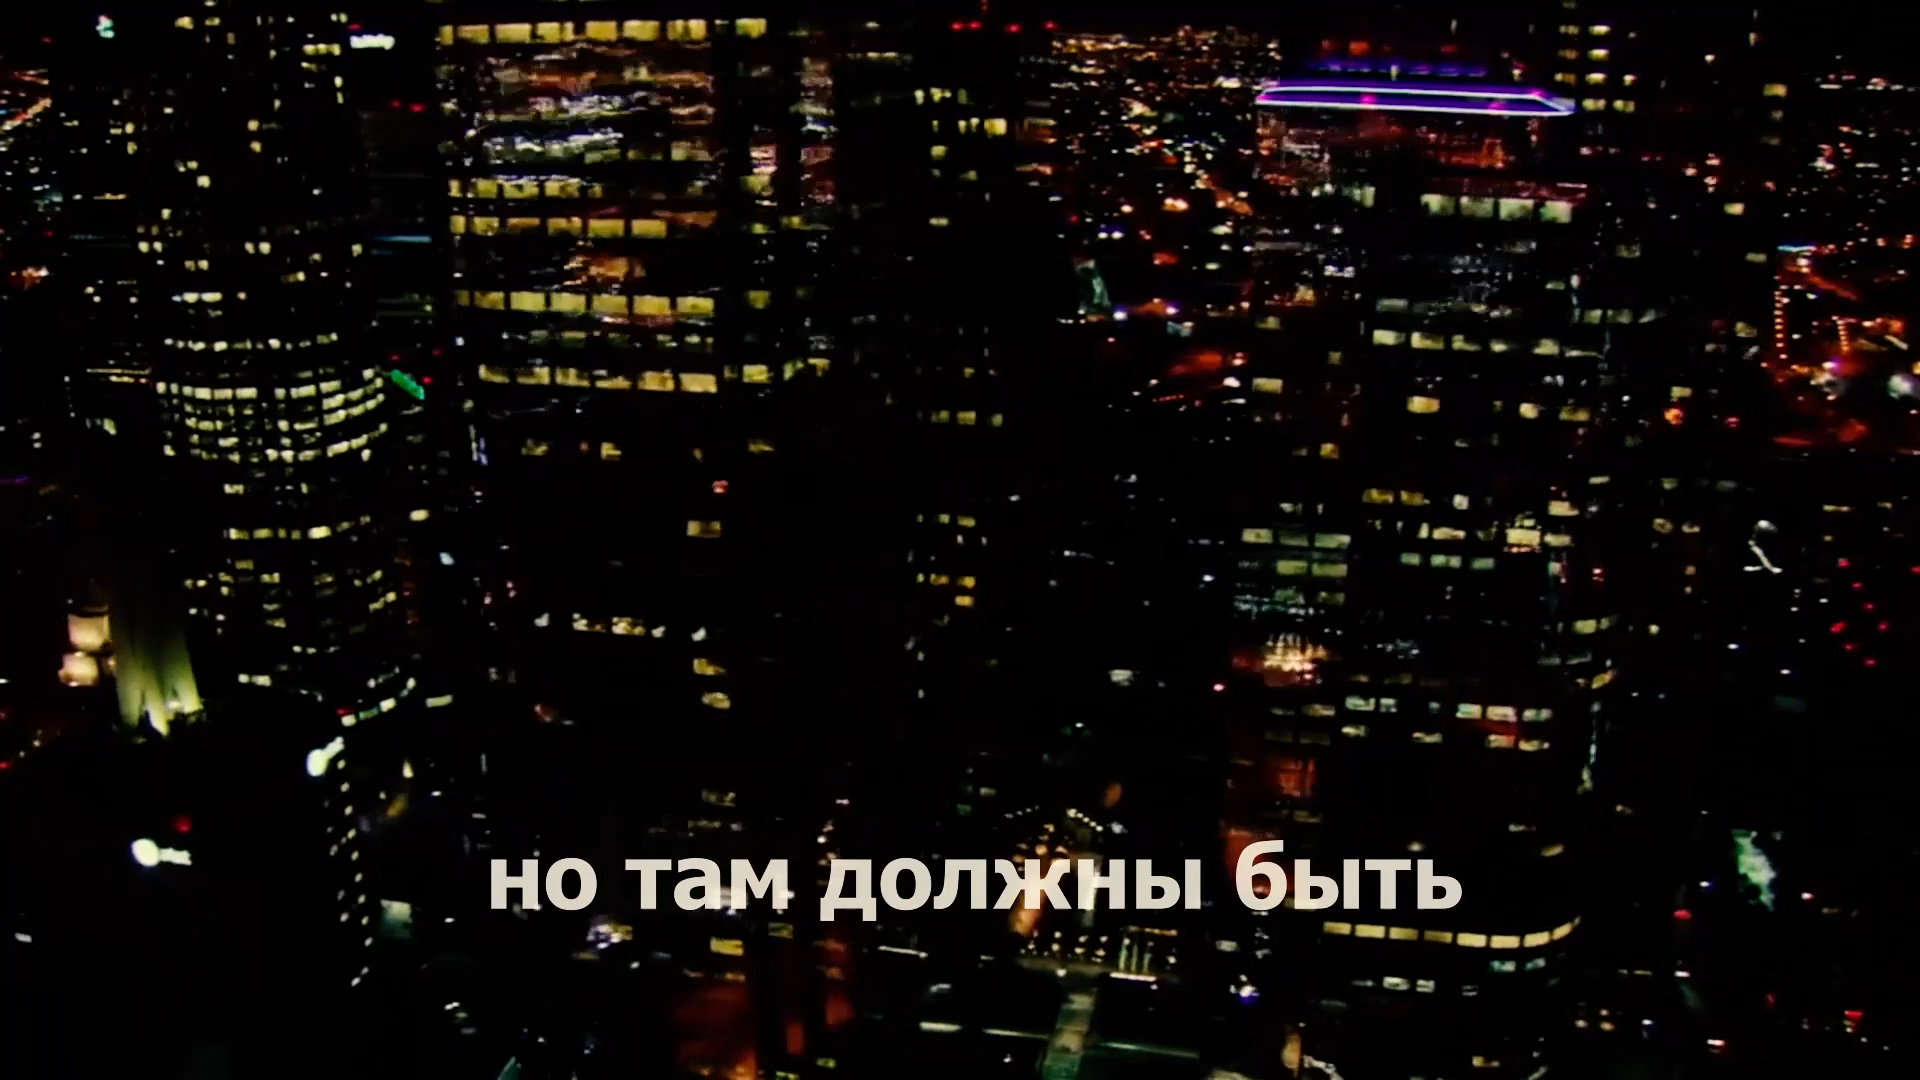 но там должны быть